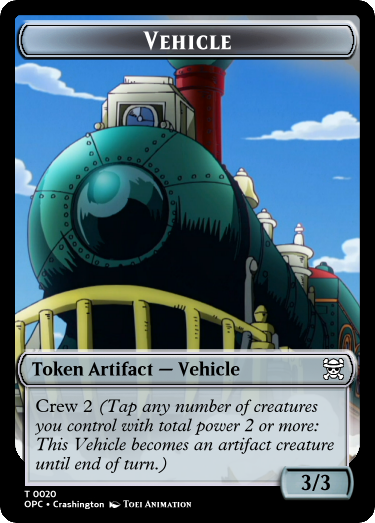 VEHICLE
Token Artifact — Vehicle
Crew 2 (Tap any number of creatures
you control with total power 2 or more:
This Vehicle becomes an artifact creature
until end of turn.)
3/3
T 0020
OPC • Crashington TOEI ANIMATION